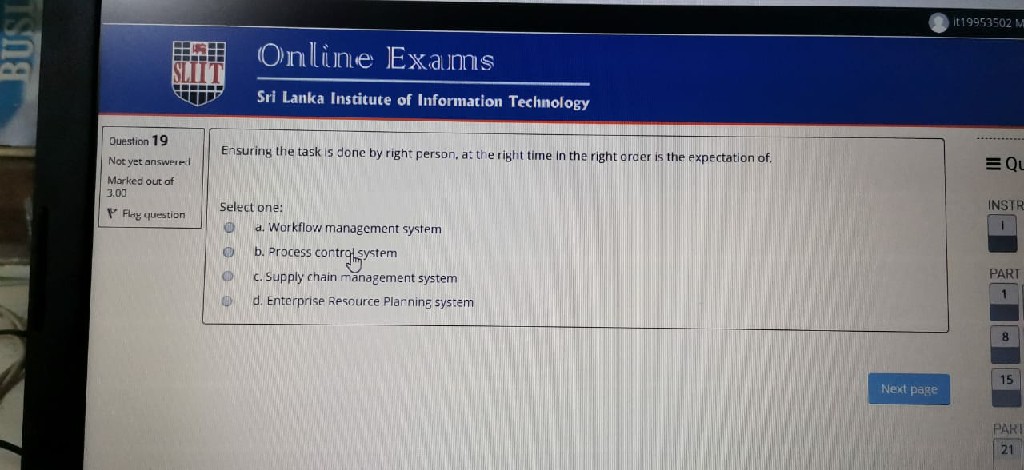 BUSI
it19953502 M
SLIIT
Online Exams
Sri Lanka Institute of Information Technology
Question 19
Not yet answered
Marked out of
3.00
Flag question
Ensuring the task is done by right person, at the right time in the right order is the expectation of.
Select one:
a. Workflow management system
b. Process control system
c. Supply chain management system
d. Enterprise Resource Planning system
Next page
Qu
INSTR
I
PART
1
8
15
PART
21